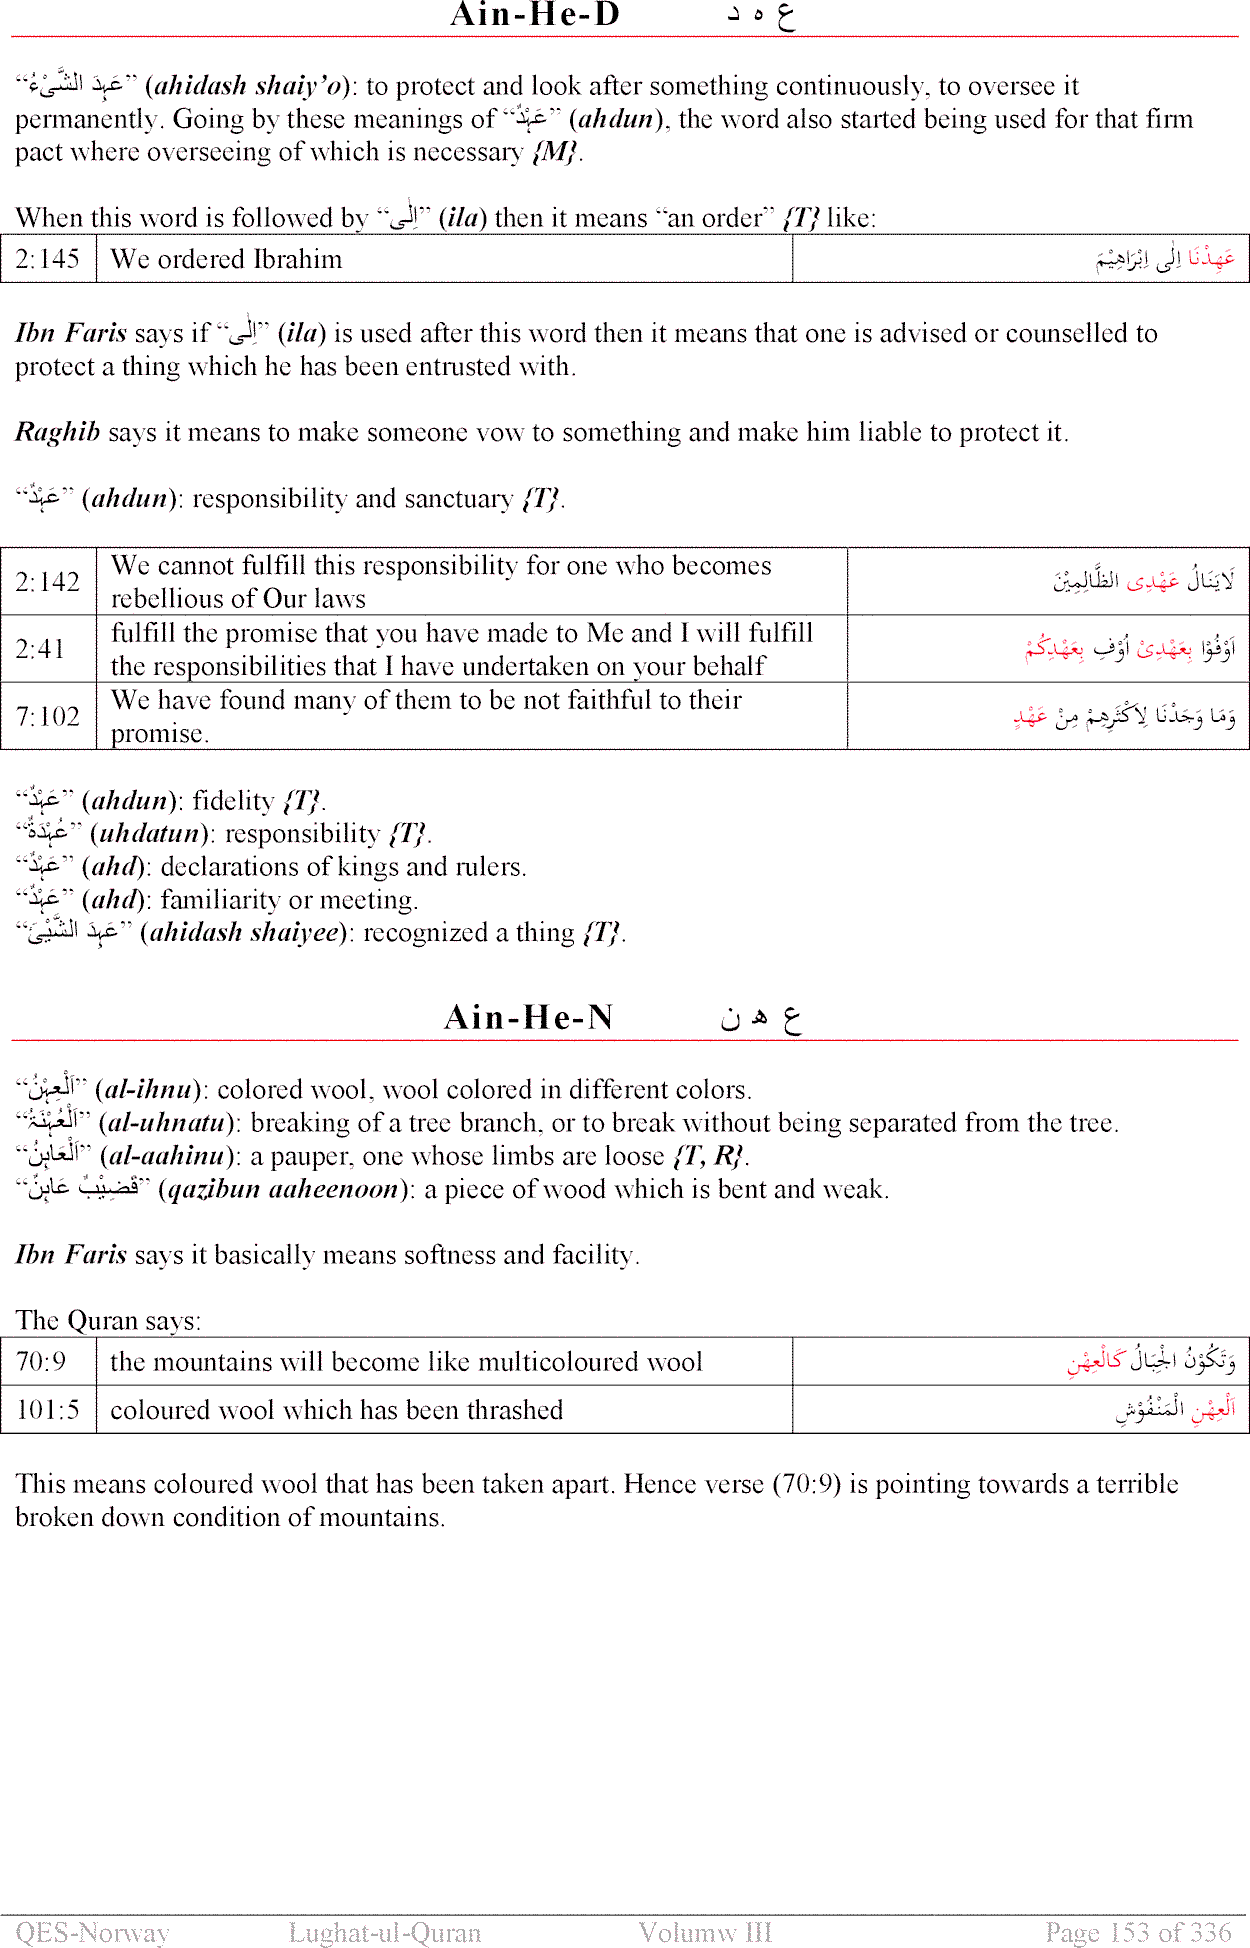 Ain-He-D ع ہ د
“عَہِدَ الشَّیْءُ” (ahidash shaiy’o): to protect and look after something continuously, to oversee it
permanently. Going by these meanings of “عَہْدٌ” (ahdun), the word also started being used for that firm
pact where overseeing of which is necessary {M}.
When this word is followed by “اِلٰی” (ila) then it means “an order” {T} like:
2:145 We ordered Ibrahim عَهِدْنَا اِلٰى اِبْرَاهِيْمَ
Ibn Faris says if “اِلٰی” (ila) is used after this word then it means that one is advised or counselled to
protect a thing which he has been entrusted with.
Raghib says it means to make someone vow to something and make him liable to protect it.
“عَہْدٌ” (ahdun): responsibility and sanctuary {T}.
2:142 We cannot fulfill this responsibility for one who becomes
rebellious of Our laws لَا يَنَالُ عَهْدِى الظَّالِمِيْنَ
2:41 fulfill the promise that you have made to Me and I will fulfill
the responsibilities that I have undertaken on your behalf اَوْفُوْا بِعَهْدِىْ اُوْفِ بِعَهْدِكُمْ
7:102 We have found many of them to be not faithful to their
promise. وَمَا وَجَدْنَا لِاَكْثَرِهِمْ مِنْ عَهْدٍ
“عَہْدٌ” (ahdun): fidelity {T}.
“عُہْدَةٌ” (uhdatun): responsibility {T}.
“عَہْدٌ” (ahd): declarations of kings and rulers.
“عَہْدٌ” (ahd): familiarity or meeting.
“عَہِدَ الشَّیْئَ” (ahidash shaiyee): recognized a thing {T}.
Ain-He-N ع ھ ن
“اَلْعِہْنُ” (al-ihnu): colored wool, wool colored in different colors.
“اَلْعُہْنَۃُ” (al-uhnatu): breaking of a tree branch, or to break without being separated from the tree.
“اَلْعَاہِنُ” (al-aahinu): a pauper, one whose limbs are loose {T, R}.
“قَضِیْبٌ عَاہِنٌ” (qazibun aaheenoon): a piece of wood which is bent and weak.
Ibn Faris says it basically means softness and facility.
The Quran says:
70:9 the mountains will become like multicoloured wool وَتَكُوْنُ الْجِبَالُ كَالْعِهْنِ
101:5 coloured wool which has been thrashed اَلْعِهْنِ الْمَنْفُوْشِ
This means coloured wool that has been taken apart. Hence verse (70:9) is pointing towards a terrible
broken down condition of mountains.
QES-Norway Lughat-ul-Quran Volumw III Page 153 of 336